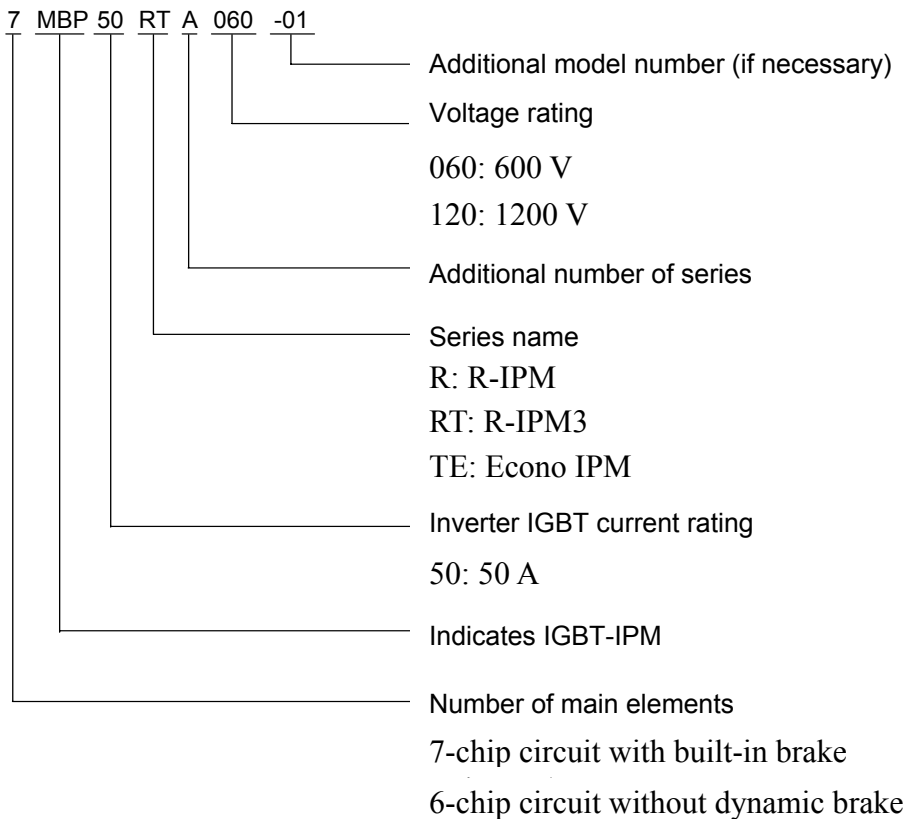 7 MBP 50 RT A 060 -01
Additional model number (if necessary)
Voltage rating
060: 600 V
120: 1200 V
Additional number of series
Series name
R: R-IPM
RT: R-IPM3
TE: Econo IPM
Inverter IGBT current rating
50: 50 A
Indicates IGBT-IPM
Number of main elements
7-chip circuit with built-in brake
6-chip circuit without dynamic brake